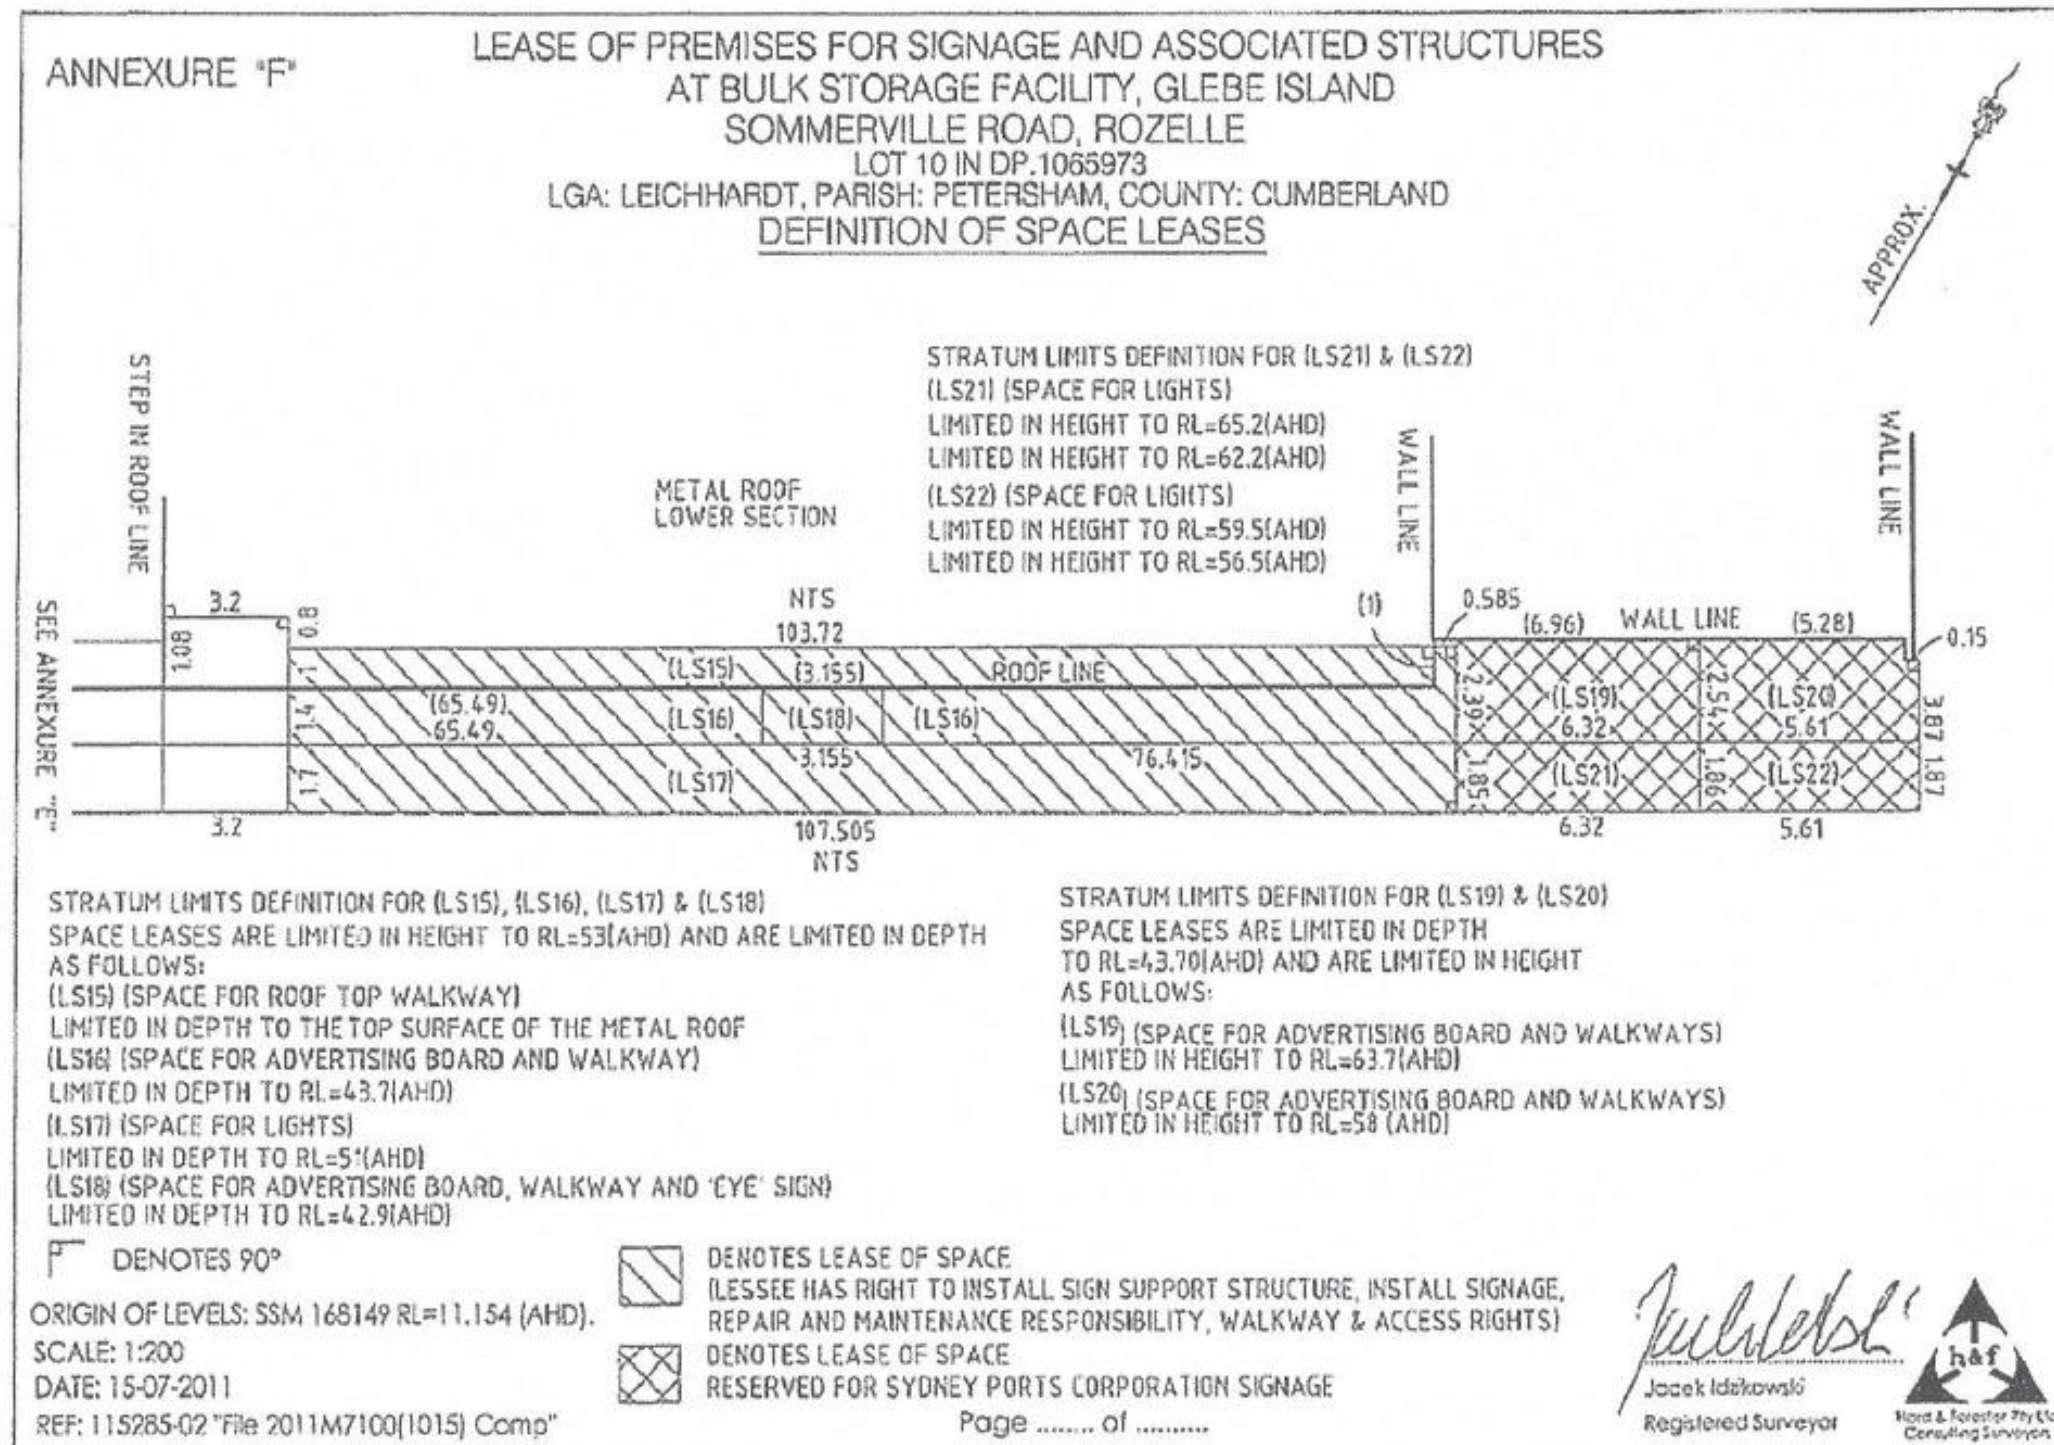 ANNEXURE "F"
LEASE OF PREMISES FOR SIGNAGE AND ASSOCIATED STRUCTURES
AT BULK STORAGE FACILITY, GLEBE ISLAND
SOMMERVILLE ROAD, ROZELLE
LOT 10 IN DP.1065973
LGA: LEICHHARDT, PARISH: PETERSHAM, COUNTY: CUMBERLAND
DEFINITION OF SPACE LEASES
APPROX.
STRATUM LIMITS DEFINITION FOR (LS21) & (LS22)
(LS21) (SPACE FOR LIGHTS)
LIMITED IN HEIGHT TO RL=65.2(AHD)
LIMITED IN HEIGHT TO RL=62.2(AHD)
(LS22) (SPACE FOR LIGHTS)
LIMITED IN HEIGHT TO RL=59.5(AHD)
LIMITED IN HEIGHT TO RL=56.5(AHD)
STEP IN ROOF LINE
METAL ROOF
LOWER SECTION
WALL LINE
WALL LINE
SEE ANNEXURE "E"
3.2
1.08
0.8
NTS
103.72
(1)
0.585
(6.96)
WALL LINE
(5.28)
0.15
1
(LS15)
(3.155)
ROOF LINE
1.4
(65.49)
65.49
(LS16)
(LS18)
(LS16)
2.39
(LS19)
6.32
2.54
(LS20)
5.61
3.87
1.7
(LS17)
3.155
76.415
1.85
(LS21)
1.86
(LS22)
1.87
3.2
107.505
NTS
6.32
5.61
STRATUM LIMITS DEFINITION FOR (LS15), (LS16), (LS17) & (LS18)
SPACE LEASES ARE LIMITED IN HEIGHT TO RL=53(AHD) AND ARE LIMITED IN DEPTH
AS FOLLOWS:
(LS15) (SPACE FOR ROOF TOP WALKWAY)
LIMITED IN DEPTH TO THE TOP SURFACE OF THE METAL ROOF
(LS16) (SPACE FOR ADVERTISING BOARD AND WALKWAY)
LIMITED IN DEPTH TO RL=43.7(AHD)
(LS17) (SPACE FOR LIGHTS)
LIMITED IN DEPTH TO RL=51(AHD)
(LS18) (SPACE FOR ADVERTISING BOARD, WALKWAY AND 'EYE' SIGN)
LIMITED IN DEPTH TO RL=42.9(AHD)
STRATUM LIMITS DEFINITION FOR (LS19) & (LS20)
SPACE LEASES ARE LIMITED IN DEPTH
TO RL=43.70(AHD) AND ARE LIMITED IN HEIGHT
AS FOLLOWS:
(LS19) (SPACE FOR ADVERTISING BOARD AND WALKWAYS)
LIMITED IN HEIGHT TO RL=63.7(AHD)
(LS20) (SPACE FOR ADVERTISING BOARD AND WALKWAYS)
LIMITED IN HEIGHT TO RL=58 (AHD)
DENOTES 90°
ORIGIN OF LEVELS: SSM 168149 RL=11.154 (AHD).
SCALE: 1:200
DATE: 15-07-2011
REF: 115285-02 "File 2011M7100(1015) Comp"
DENOTES LEASE OF SPACE
(LESSEE HAS RIGHT TO INSTALL SIGN SUPPORT STRUCTURE, INSTALL SIGNAGE,
REPAIR AND MAINTENANCE RESPONSIBILITY, WALKWAY & ACCESS RIGHTS)
DENOTES LEASE OF SPACE
RESERVED FOR SYDNEY PORTS CORPORATION SIGNAGE
Page ........ of ..........
Jacek Idzikowski
Registered Surveyor
h&f
Hard & Forester Pty Ltd
Consulting Surveyors